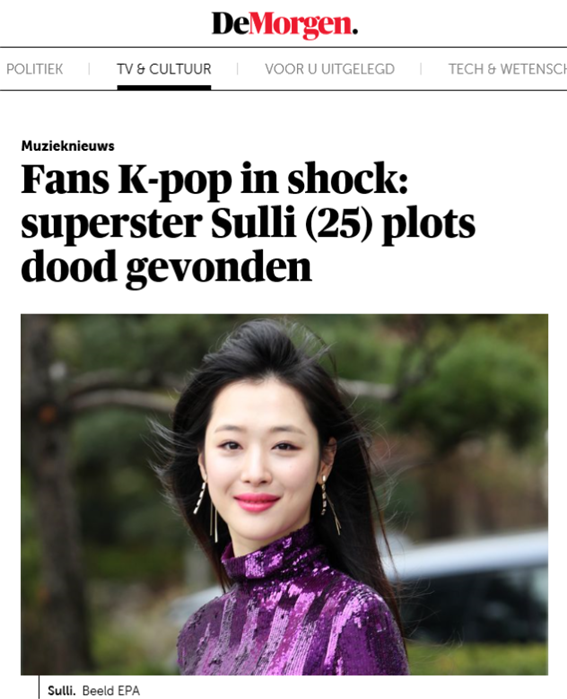 DeMorgen.
POLITIEK | TV & CULTUUR | VOOR U UITGELEGD | TECH & WETENSCH
Muzieknieuws
Fans K-pop in shock:
superster Sulli (25) plots
dood gevonden
Sulli. Beeld EPA